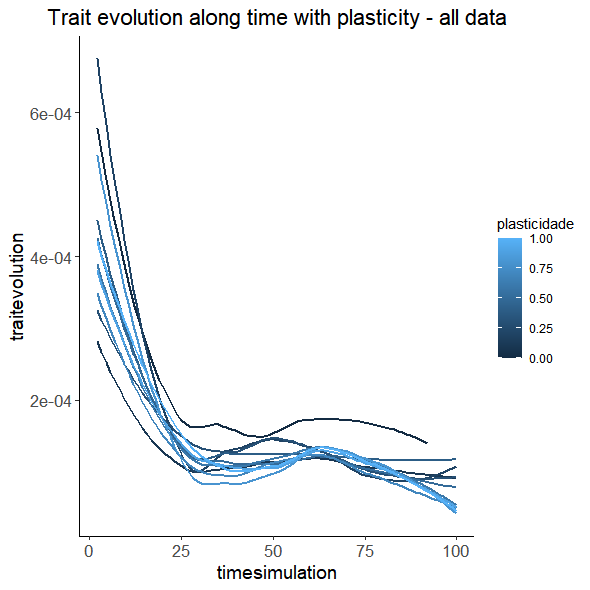 Trait evolution along time with plasticity - all data
traitevolution
6e-04
4e-04
2e-04
0
25
50
75
100
timesimulation
plasticidade
1.00
0.75
0.50
0.25
0.00